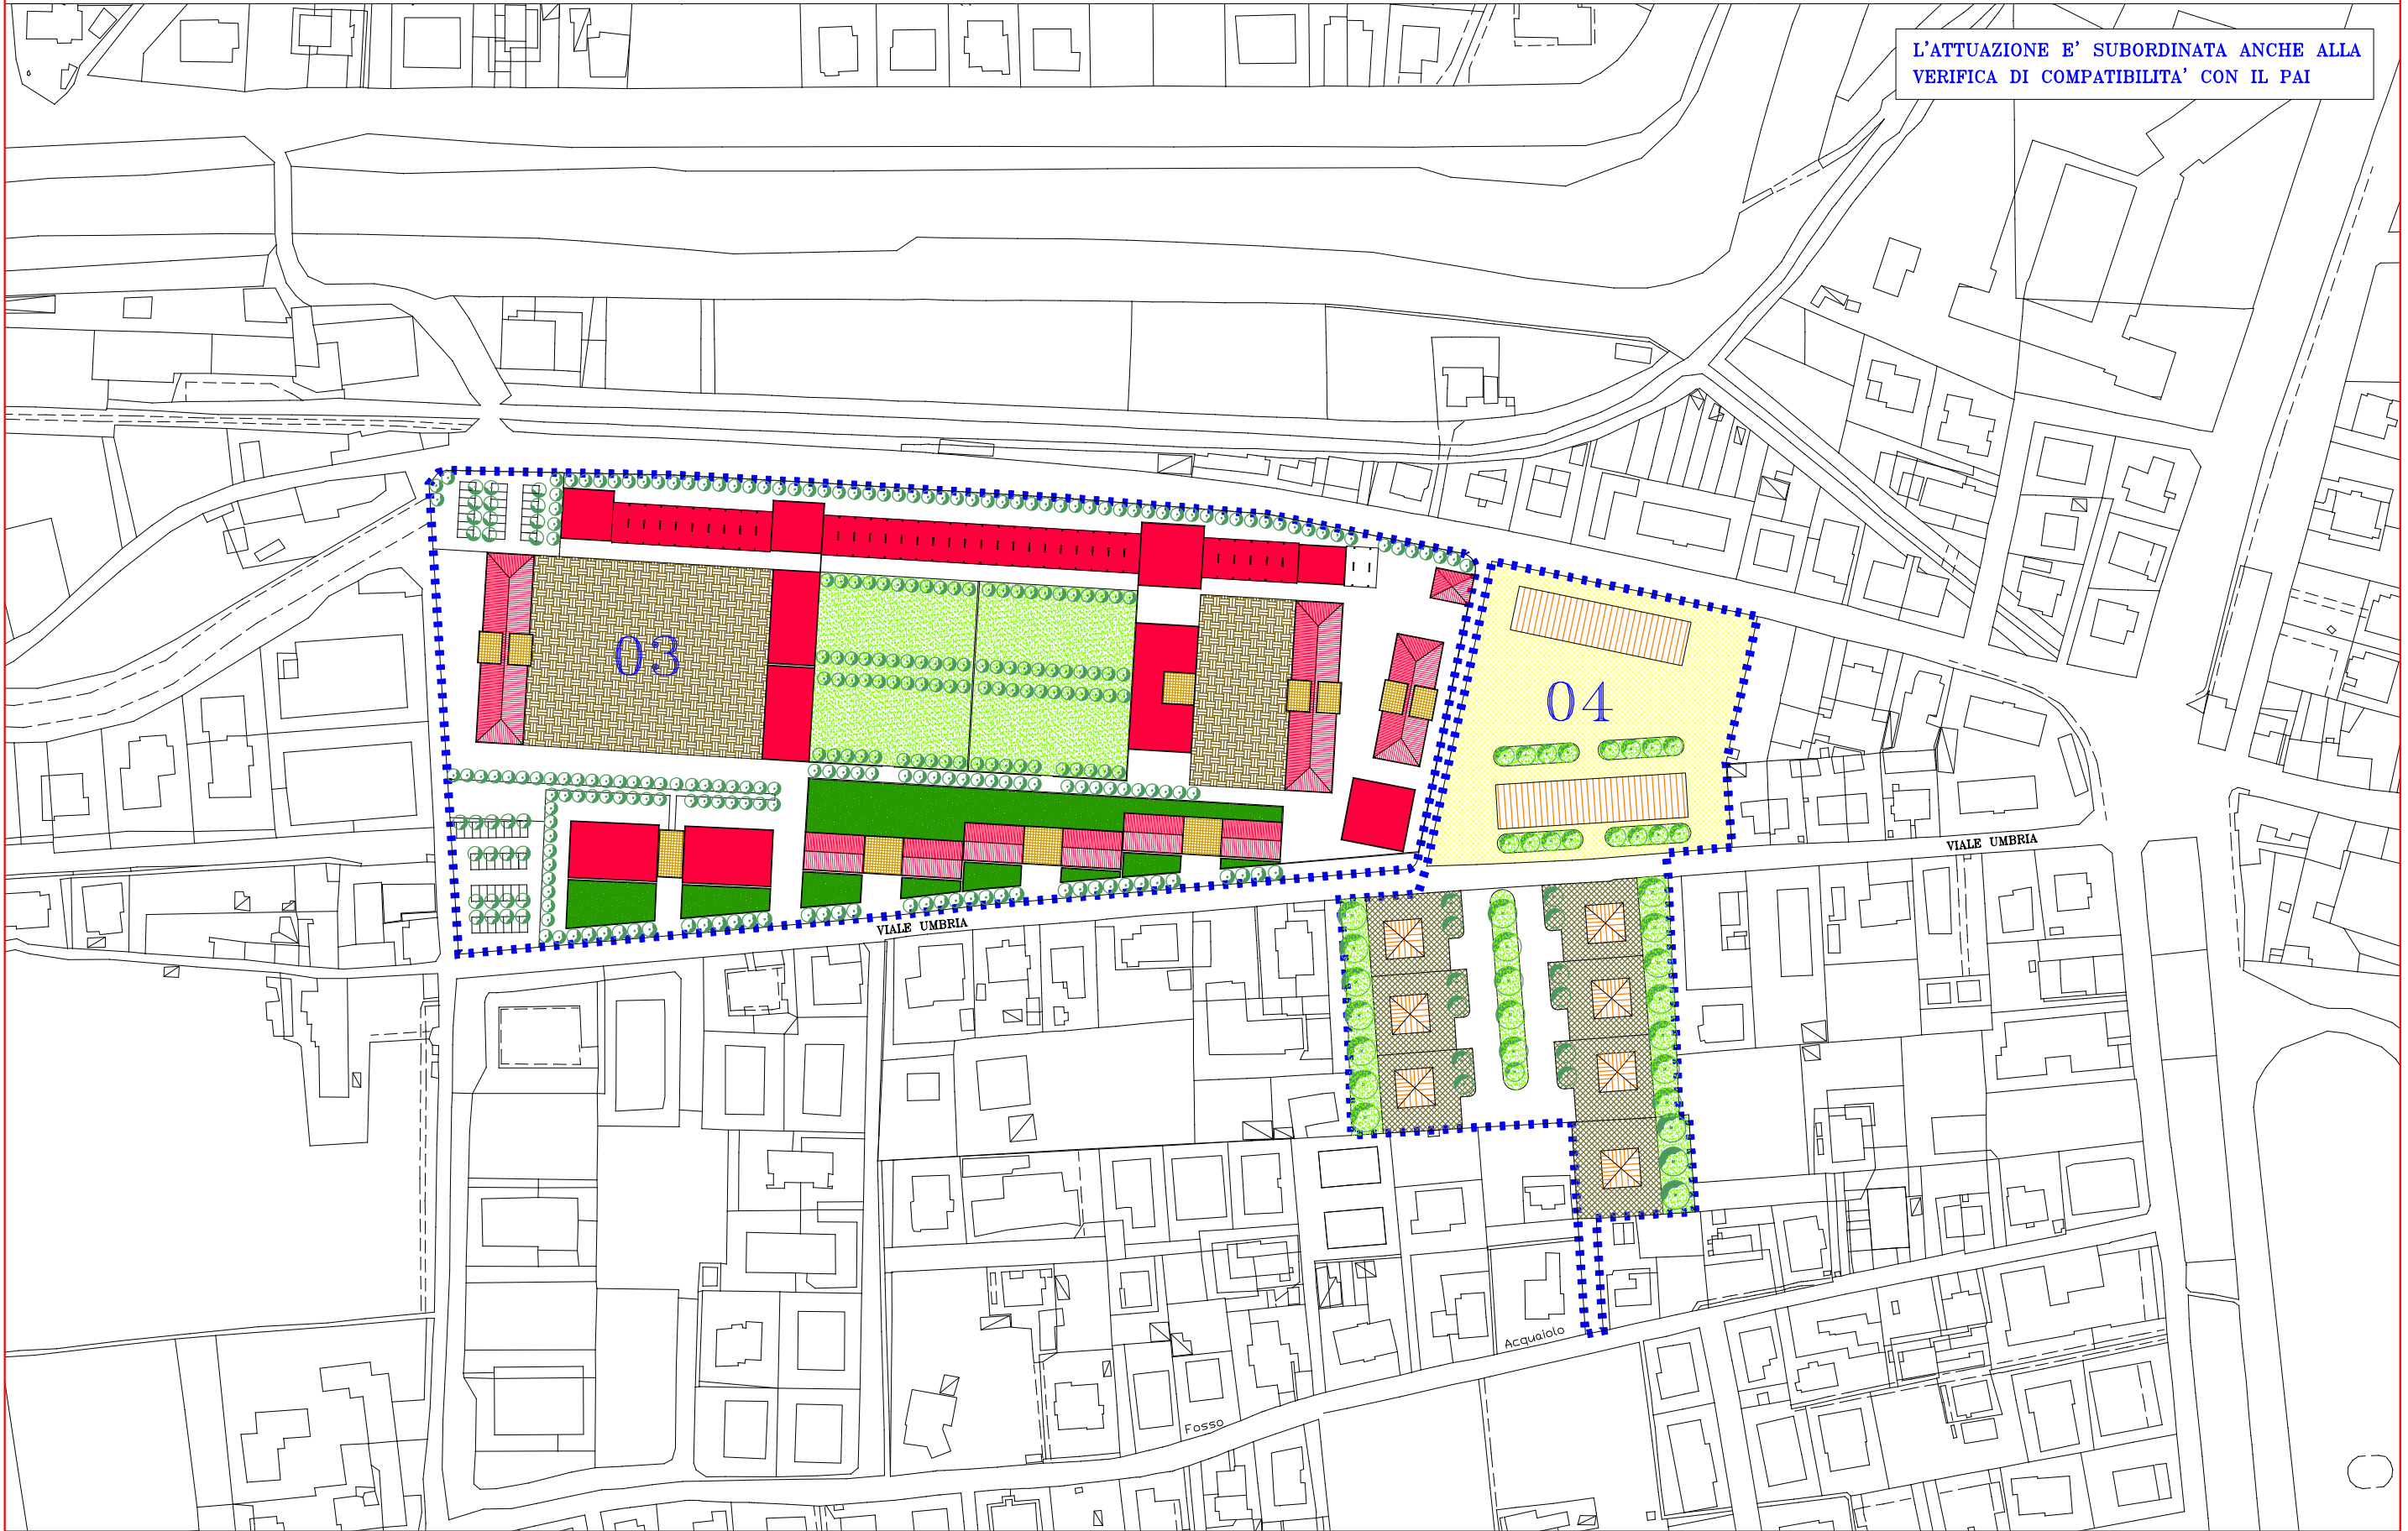 L'ATTUAZIONE E' SUBORDINATA ANCHE ALLA
VERIFICA DI COMPATIBILITA' CON IL PAI
03
04
VIALE UMBRIA
VIALE UMBRIA
Acquaiolo
Fosso